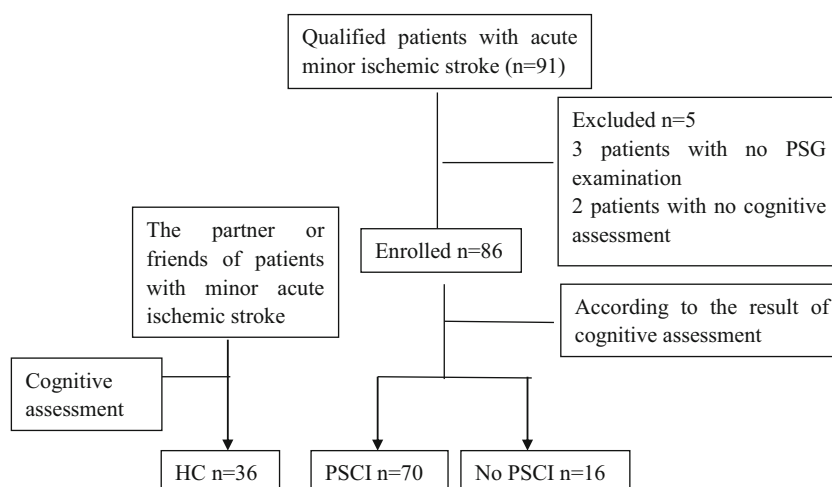 Qualified patients with acute
minor ischemic stroke (n=91)
Excluded n=5
3 patients with no PSG
examination
2 patients with no cognitive
assessment
The partner or
friends of patients
with minor acute
ischemic stroke
Enrolled n=86
According to the result of
cognitive assessment
Cognitive
assessment
HC n=36
PSCI n=70
No PSCI n=16